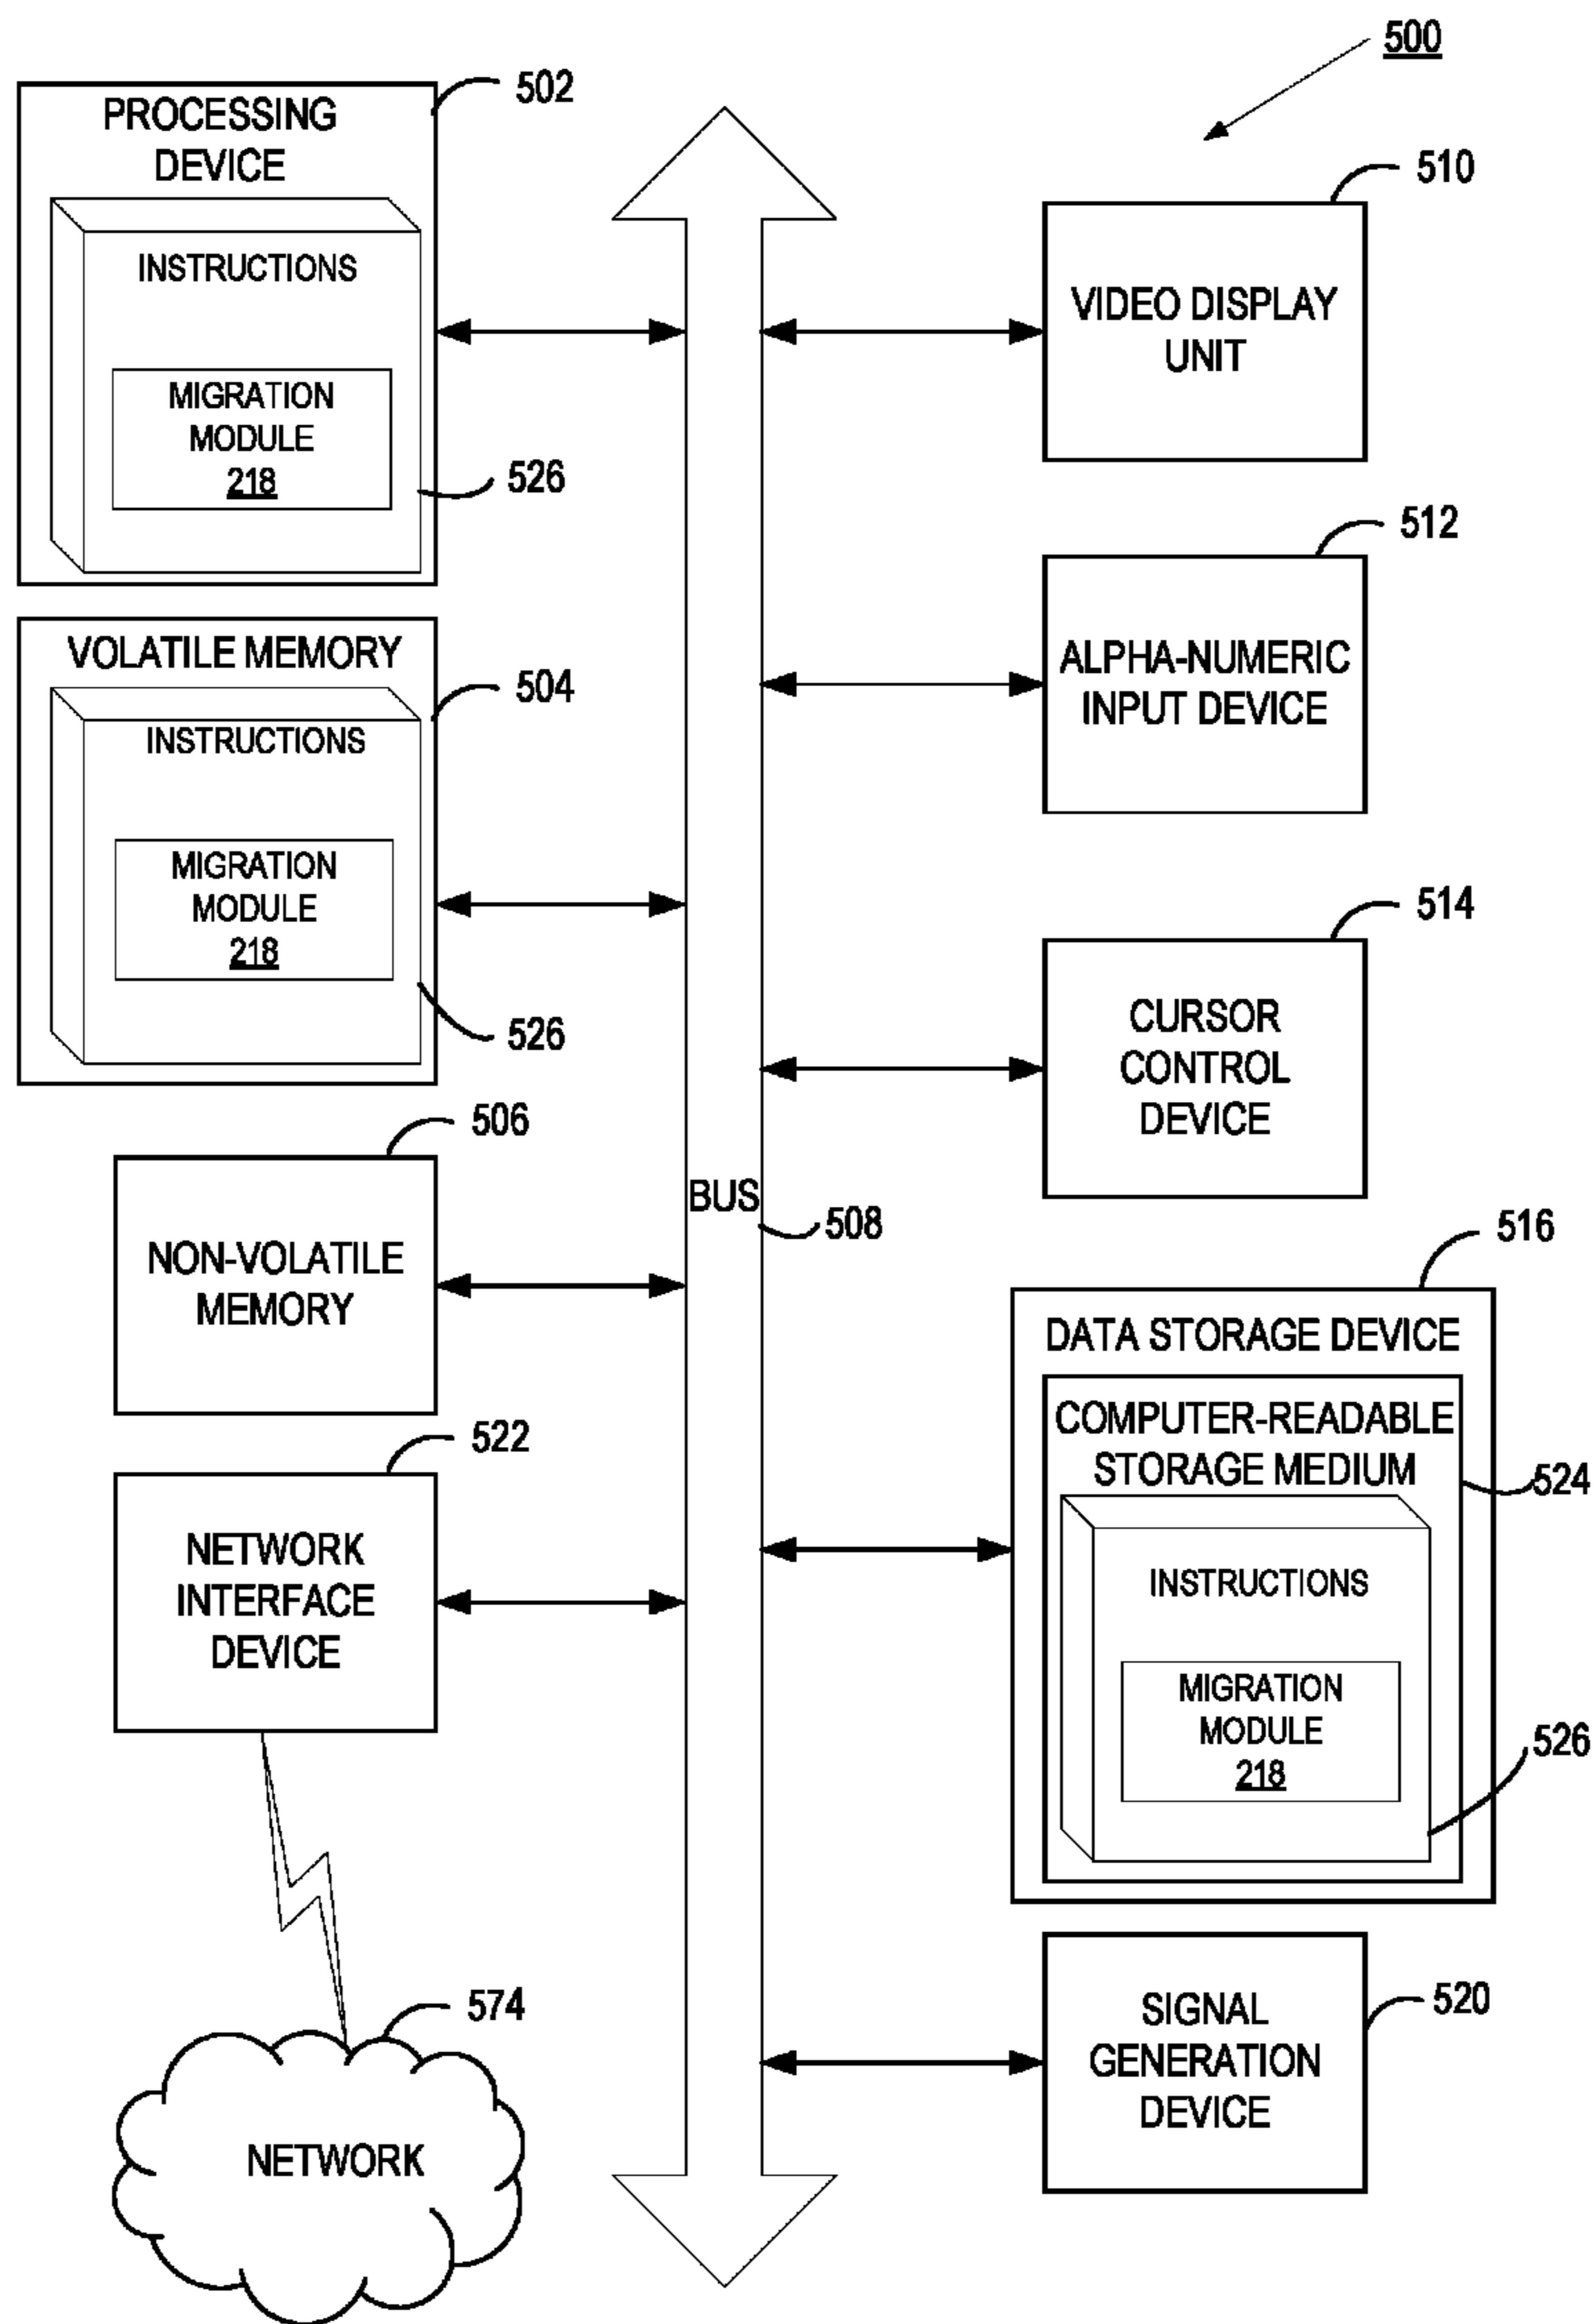 500
502
PROCESSING
DEVICE
INSTRUCTIONS
MIGRATION
MODULE
218
526
VOLATILE MEMORY
504
INSTRUCTIONS
MIGRATION
MODULE
218
526
506
NON-VOLATILE
MEMORY
522
NETWORK
INTERFACE
DEVICE
574
NETWORK
BUS
508
510
VIDEO DISPLAY
UNIT
512
ALPHA-NUMERIC
INPUT DEVICE
514
CURSOR
CONTROL
DEVICE
516
DATA STORAGE DEVICE
COMPUTER-READABLE
STORAGE MEDIUM
524
INSTRUCTIONS
MIGRATION
MODULE
218
526
520
SIGNAL
GENERATION
DEVICE